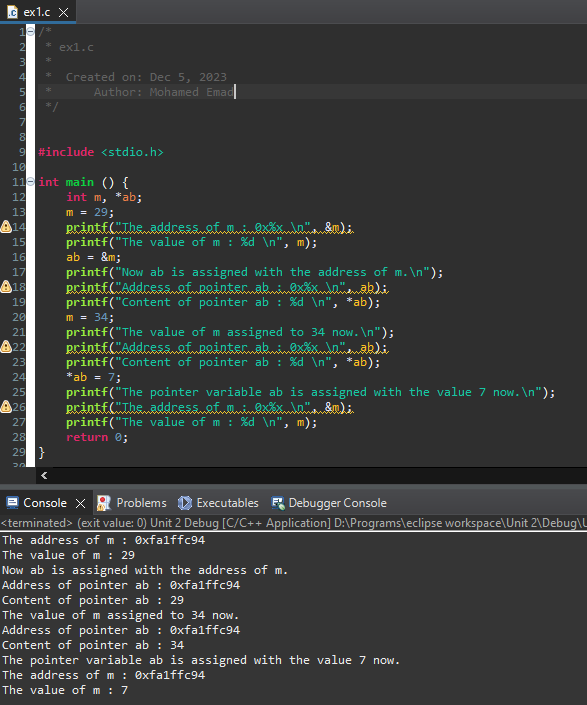 ex1.c
1 /*
2  * ex1.c
3  *
4  *  Created on: Dec 5, 2023
5  *      Author: Mohamed Emad
6  */
7
8
9 #include <stdio.h>
10
11 int main () {
12     int m, *ab;
13     m = 29;
14     printf("The address of m : 0x%x \n", &m);
15     printf("The value of m : %d \n", m);
16     ab = &m;
17     printf("Now ab is assigned with the address of m.\n");
18     printf("Address of pointer ab : 0x%x \n", ab);
19     printf("Content of pointer ab : %d \n", *ab);
20     m = 34;
21     printf("The value of m assigned to 34 now.\n");
22     printf("Address of pointer ab : 0x%x \n", ab);
23     printf("Content of pointer ab : %d \n", *ab);
24     *ab = 7;
25     printf("The pointer variable ab is assigned with the value 7 now.\n");
26     printf("The address of m : 0x%x \n", &m);
27     printf("The value of m : %d \n", m);
28     return 0;
29 }
30
Console Problems Executables Debugger Console
<terminated> (exit value: 0) Unit 2 Debug [C/C++ Application] D:\Programs\eclipse workspace\Unit 2\Debug\U
The address of m : 0xfa1ffc94
The value of m : 29
Now ab is assigned with the address of m.
Address of pointer ab : 0xfa1ffc94
Content of pointer ab : 29
The value of m assigned to 34 now.
Address of pointer ab : 0xfa1ffc94
Content of pointer ab : 34
The pointer variable ab is assigned with the value 7 now.
The address of m : 0xfa1ffc94
The value of m : 7